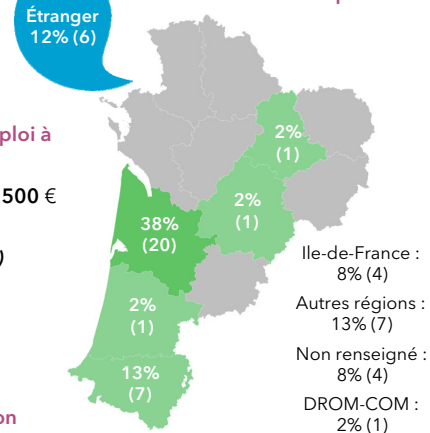 Étranger
12% (6)
ploi à
500 €
)
on
2%
(1)
2%
(1)
38%
(20)
2%
(1)
13%
(7)
Ile-de-France :
8% (4)
Autres régions :
13% (7)
Non renseigné :
8% (4)
DROM-COM :
2% (1)